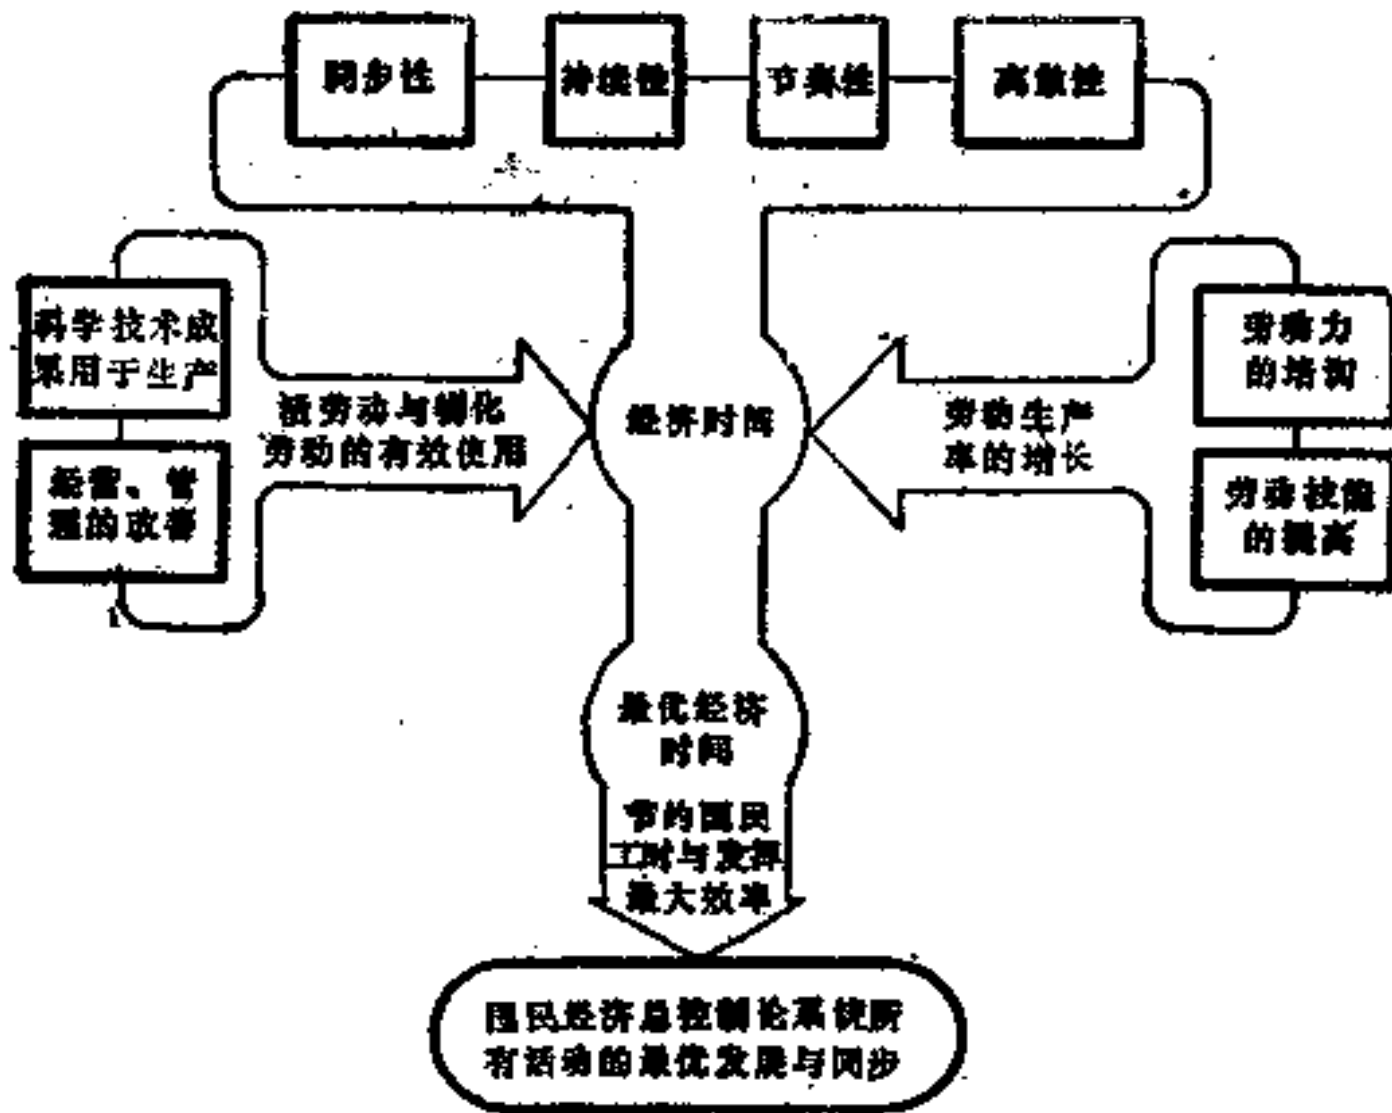 同步性
持续性
节奏性
离散性
科学技术成
果用于生产
经营、管
理的改善
活劳动与物化
劳动的有效使用
经济时间
劳动生产
率的增长
劳动力
的培训
劳动技能
的提高
最优经济
时间
节约国民
工时与发挥
最大效率
国民经济总控制论系统所
有活动的最优发展与同步